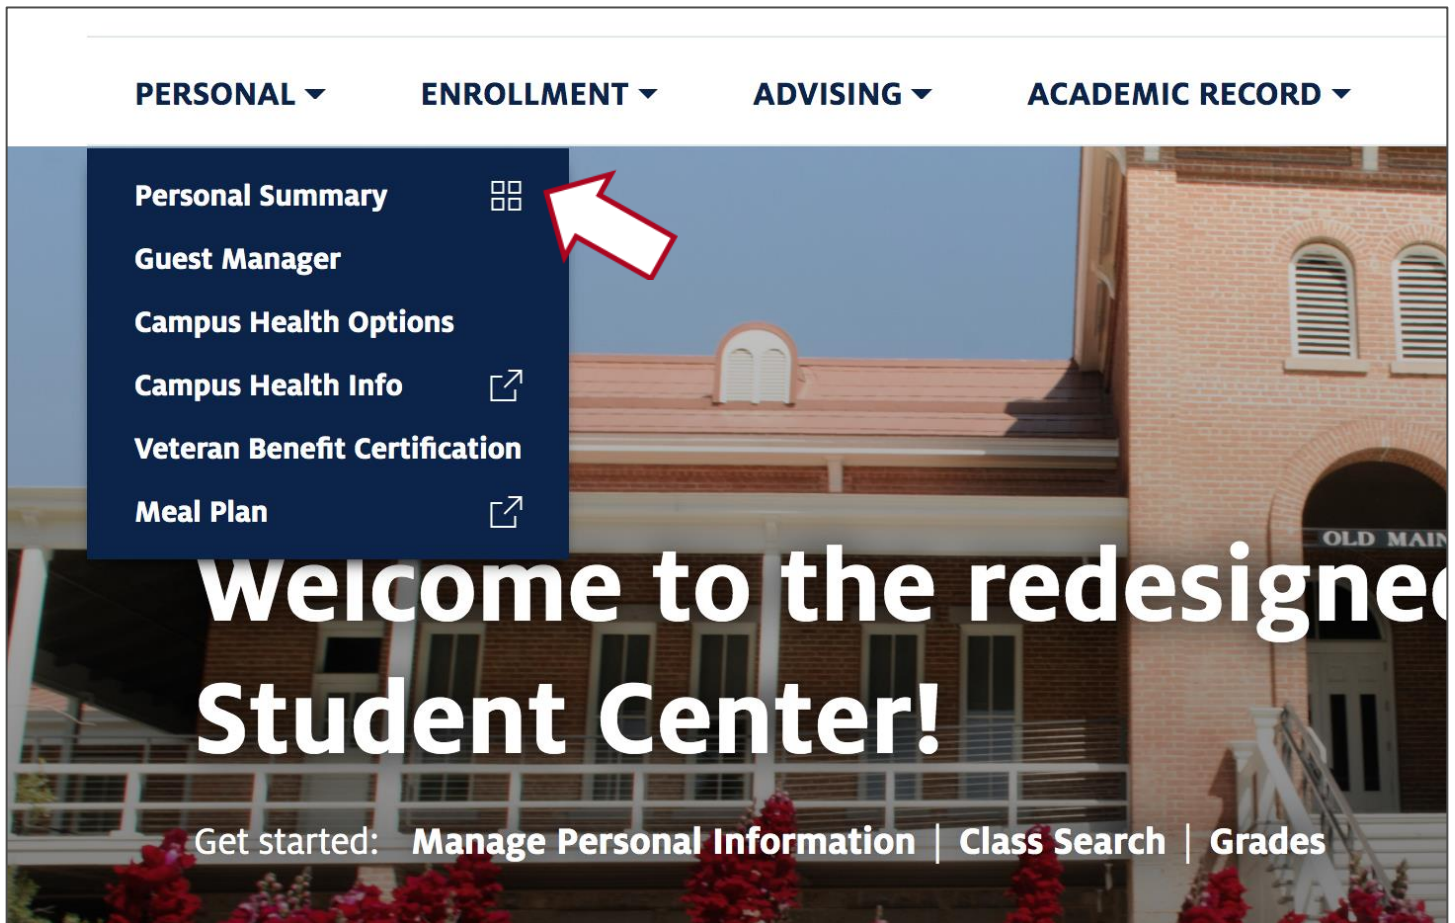 PERSONAL ENROLLMENT ADVISING ACADEMIC RECORD
Personal Summary
Guest Manager
Campus Health Options
Campus Health Info
Veteran Benefit Certification
Meal Plan
OLD MAIN
Welcome to the redesigned
Student Center!
Get started: Manage Personal Information | Class Search | Grades